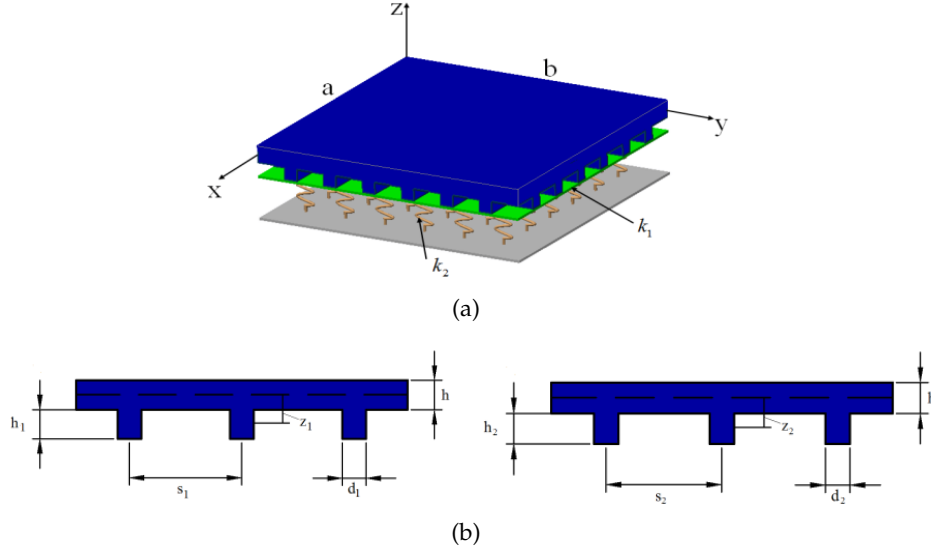 z
b
a
y
x
k₁
k₂
(a)
h
h₁
z₁
s₁
d₁
h
h₂
z₂
s₂
d₂
(b)